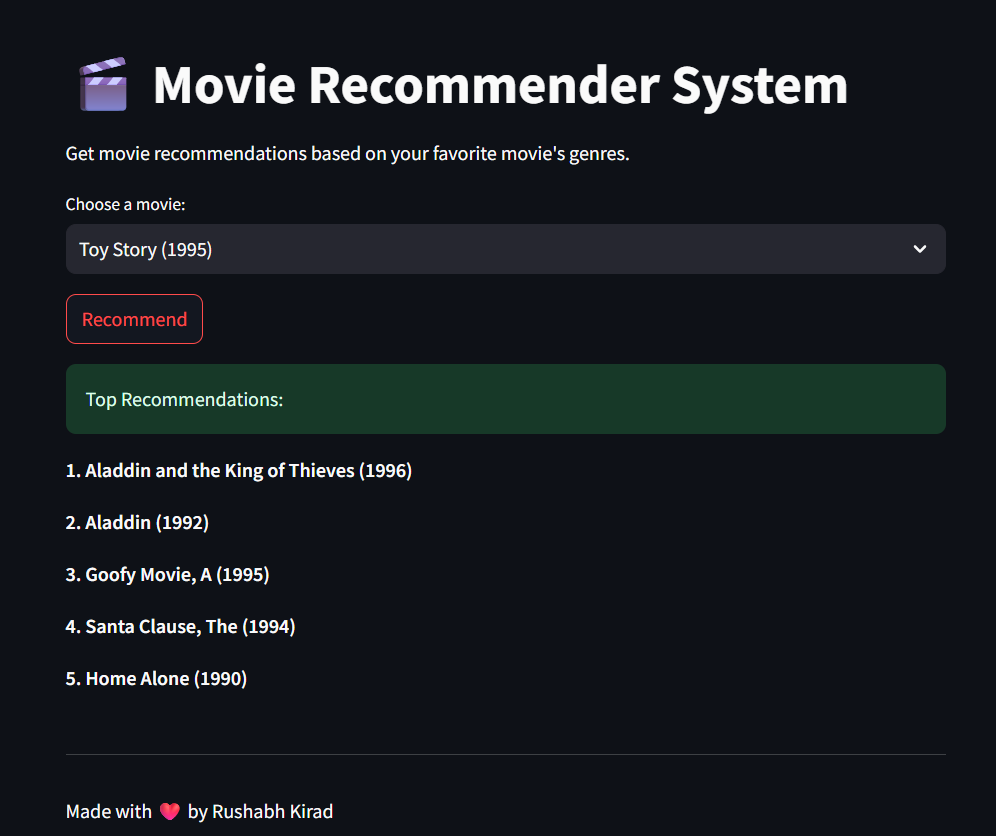 Movie Recommender System
Get movie recommendations based on your favorite movie's genres.
Choose a movie:
Toy Story (1995)
Recommend
Top Recommendations:
1. Aladdin and the King of Thieves (1996)
2. Aladdin (1992)
3. Goofy Movie, A (1995)
4. Santa Clause, The (1994)
5. Home Alone (1990)
Made with ❤️ by Rushabh Kirad